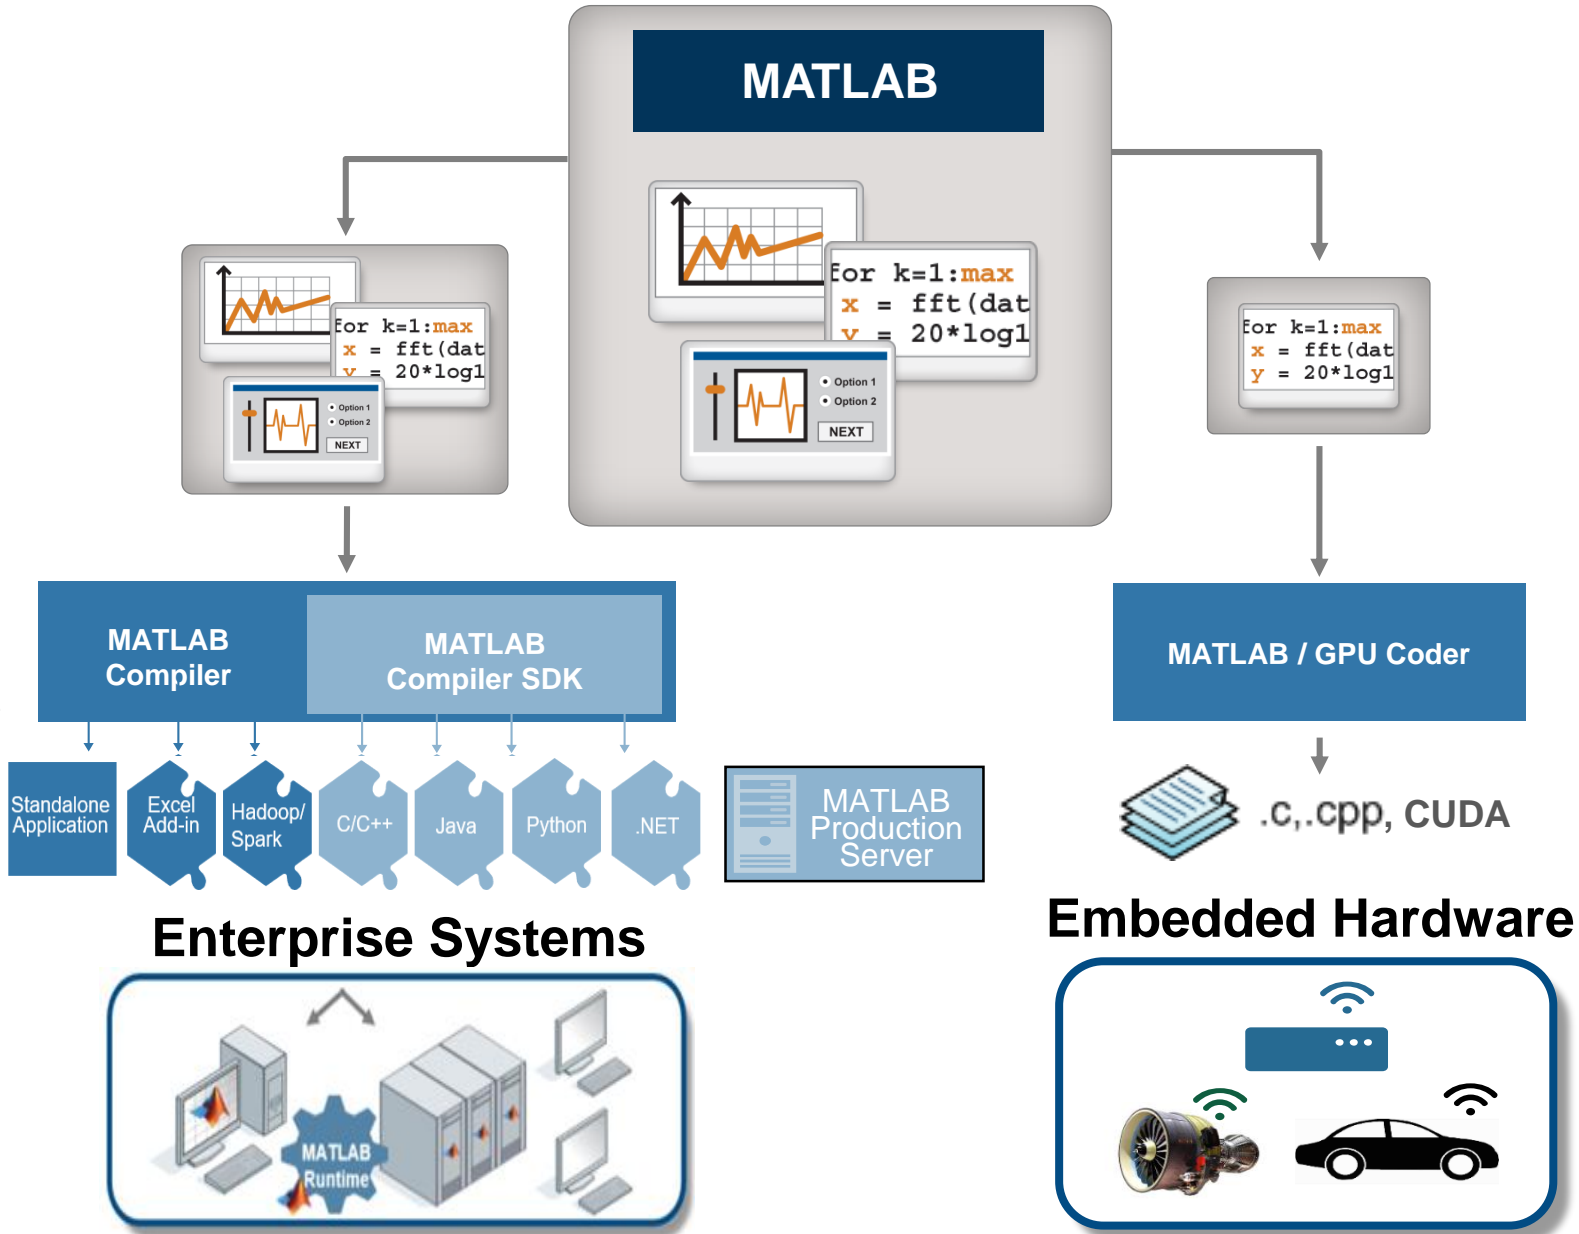 MATLAB
for k=1:max
x = fft(dat
y = 20*log1
Option 1
Option 2
NEXT
for k=1:max
x = fft(dat
y = 20*log1
Option 1
Option 2
NEXT
for k=1:max
x = fft(dat
y = 20*log1
MATLAB
Compiler
MATLAB
Compiler SDK
MATLAB / GPU Coder
Standalone
Application
Excel
Add-in
Hadoop/
Spark
C/C++
Java
Python
.NET
MATLAB
Production
Server
.c,.cpp, CUDA
Enterprise Systems
Embedded Hardware
MATLAB
Runtime